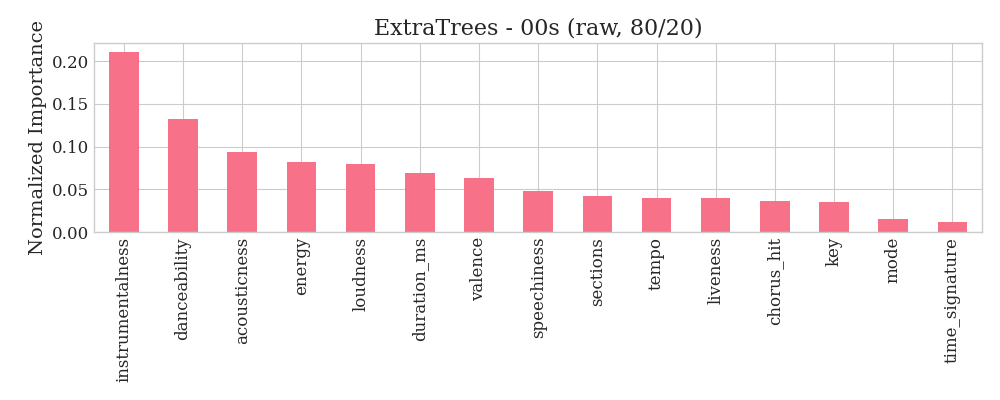 ExtraTrees - 00s (raw, 80/20)
Normalized Importance
0.20
0.15
0.10
0.05
0.00
instrumentalness
danceability
acousticness
energy
loudness
duration_ms
valence
speechiness
sections
tempo
liveness
chorus_hit
key
mode
time_signature